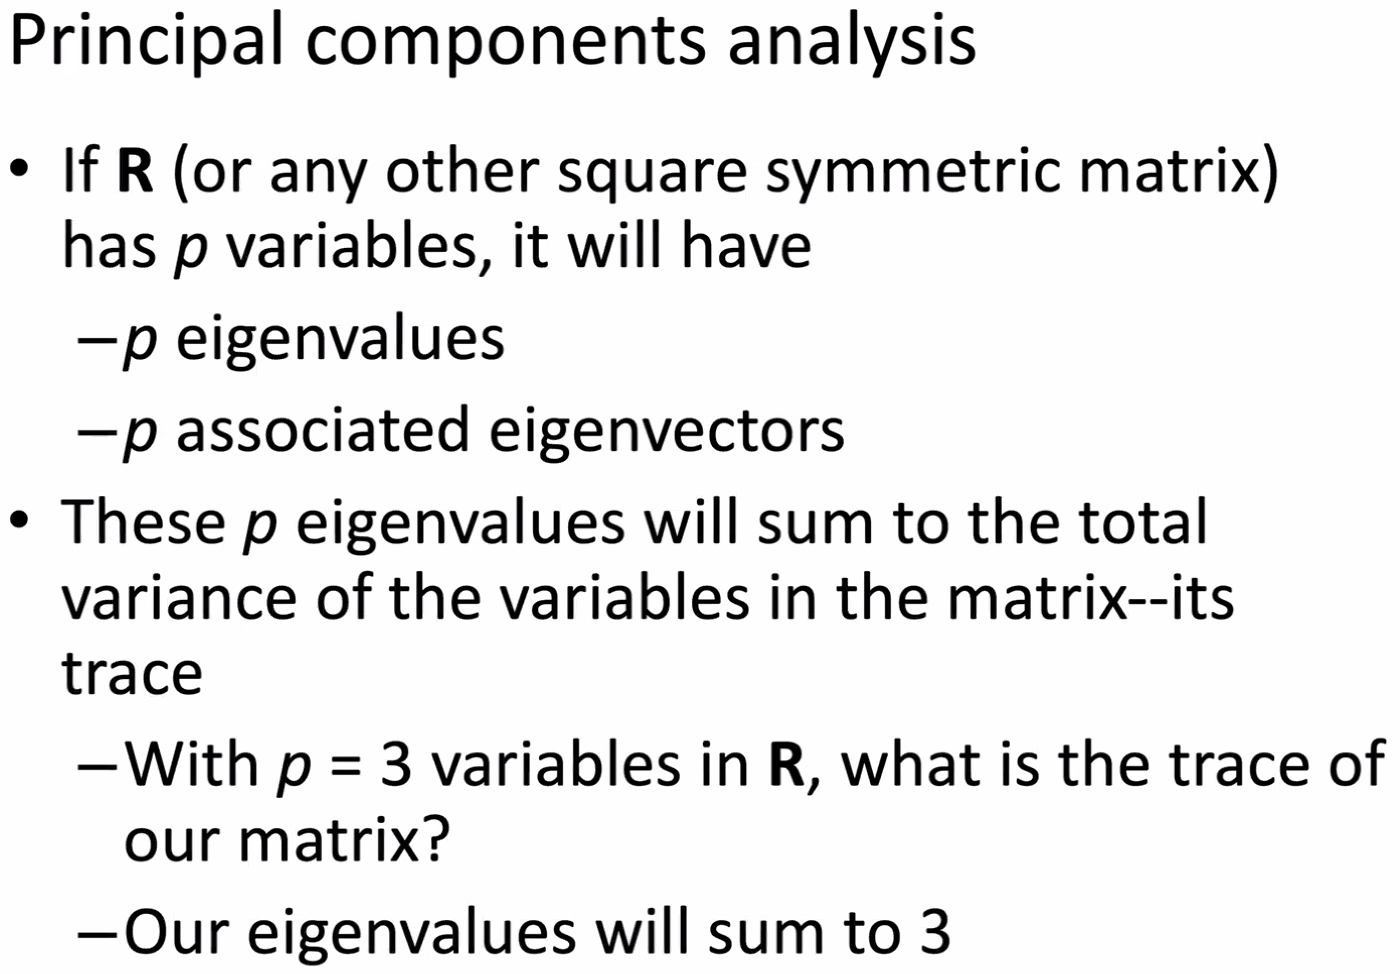 Principal components analysis
• If R (or any other square symmetric matrix)
has p variables, it will have
–p eigenvalues
–p associated eigenvectors
• These p eigenvalues will sum to the total
variance of the variables in the matrix--its
trace
–With p = 3 variables in R, what is the trace of
our matrix?
–Our eigenvalues will sum to 3